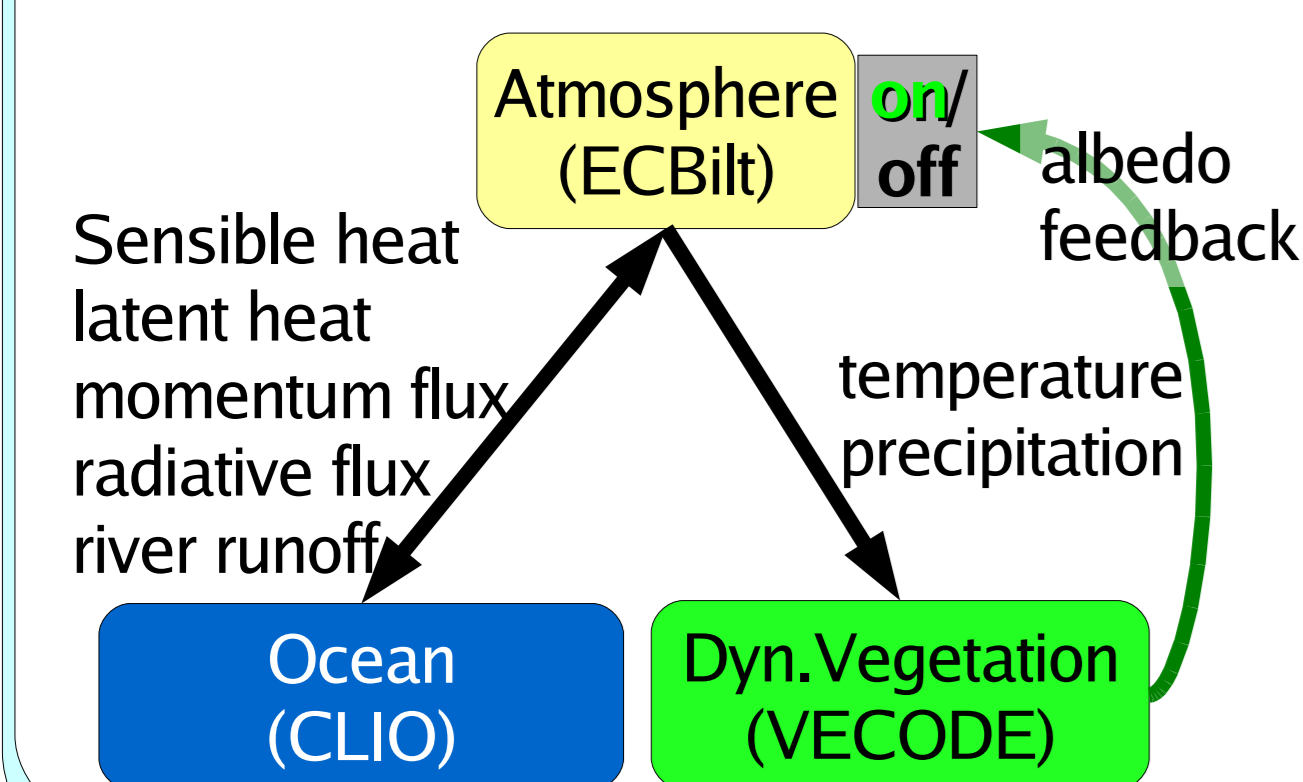 Atmosphere
(ECBilt)
on/
off
albedo
feedback
Sensible heat
latent heat
momentum flux
radiative flux
river runoff
temperature
precipitation
Ocean
(CLIO)
Dyn.Vegetation
(VECODE)